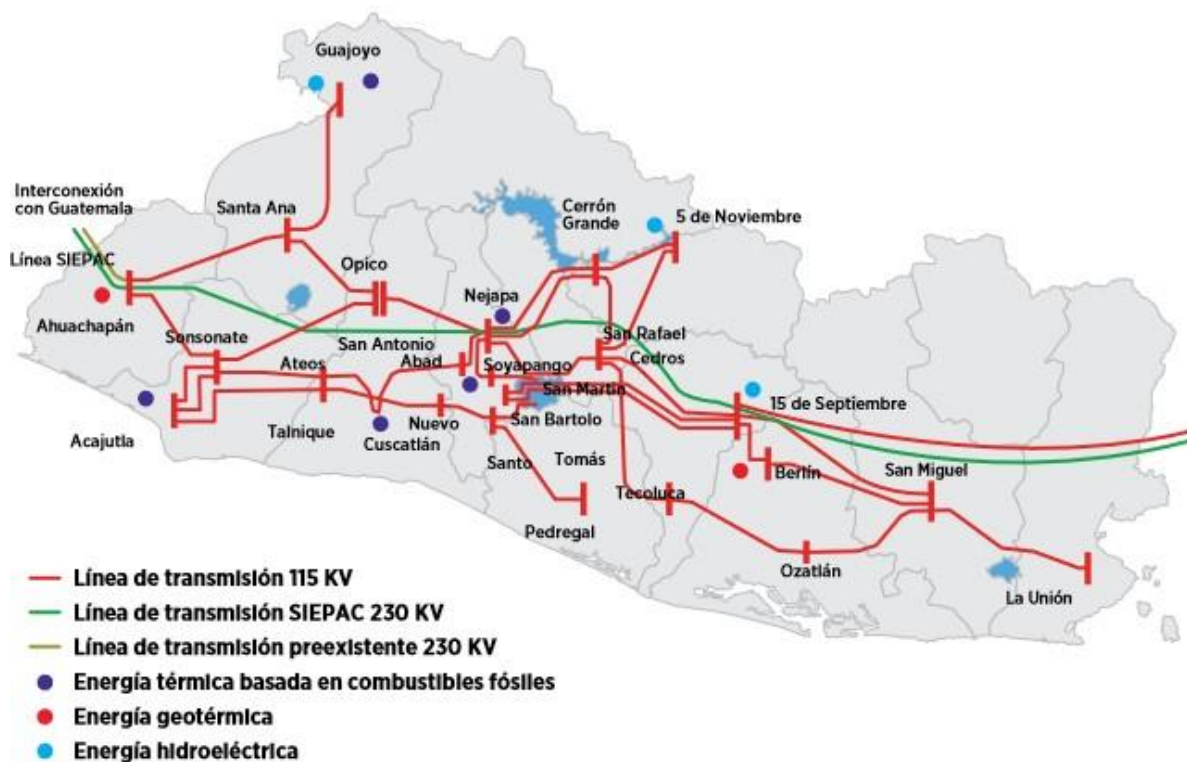 Guajoyo
Interconexión
con Guatemala
Santa Ana
Cerrón
Grande
5 de Noviembre
Línea SIEPAC
Opico
Nejapa
Ahuachapán
Sonsonate
San Antonio
Abad
San Rafael
Cedros
Ateos
Soyapango
San Martín
15 de Septiembre
Acajutla
Talnique
Cuscatlán
Nuevo
San Bartolo
Santo
Tomás
Tecoluca
Berlín
San Miguel
Pedregal
Ozatlán
La Unión
Línea de transmisión 115 KV
Línea de transmisión SIEPAC 230 KV
Línea de transmisión preexistente 230 KV
Energía térmica basada en combustibles fósiles
Energía geotérmica
Energía hidroeléctrica